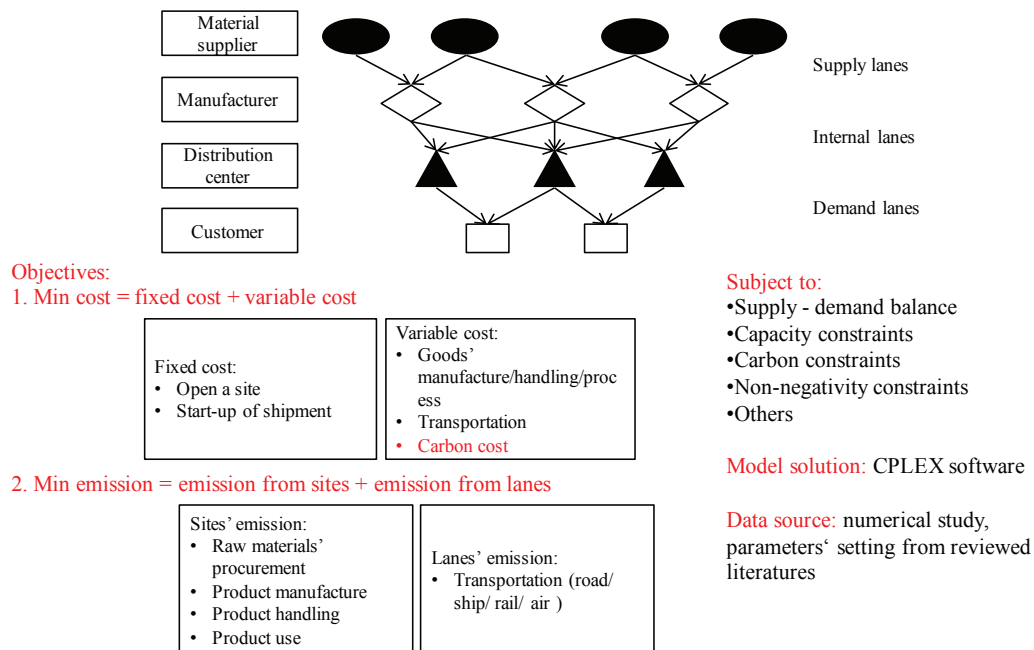 Material
supplier
Supply lanes
Manufacturer
Internal lanes
Distribution
center
Demand lanes
Customer
Objectives:
1. Min cost = fixed cost + variable cost
Fixed cost:
• Open a site
• Start-up of shipment
Variable cost:
• Goods’
manufacture/handling/proc
ess
• Transportation
• Carbon cost
2. Min emission = emission from sites + emission from lanes
Sites’ emission:
• Raw materials’
procurement
• Product manufacture
• Product handling
• Product use
Lanes’ emission:
• Transportation (road/
ship/ rail/ air )
Subject to:
•Supply - demand balance
•Capacity constraints
•Carbon constraints
•Non-negativity constraints
•Others
Model solution: CPLEX software
Data source: numerical study,
parameters‘ setting from reviewed
literatures